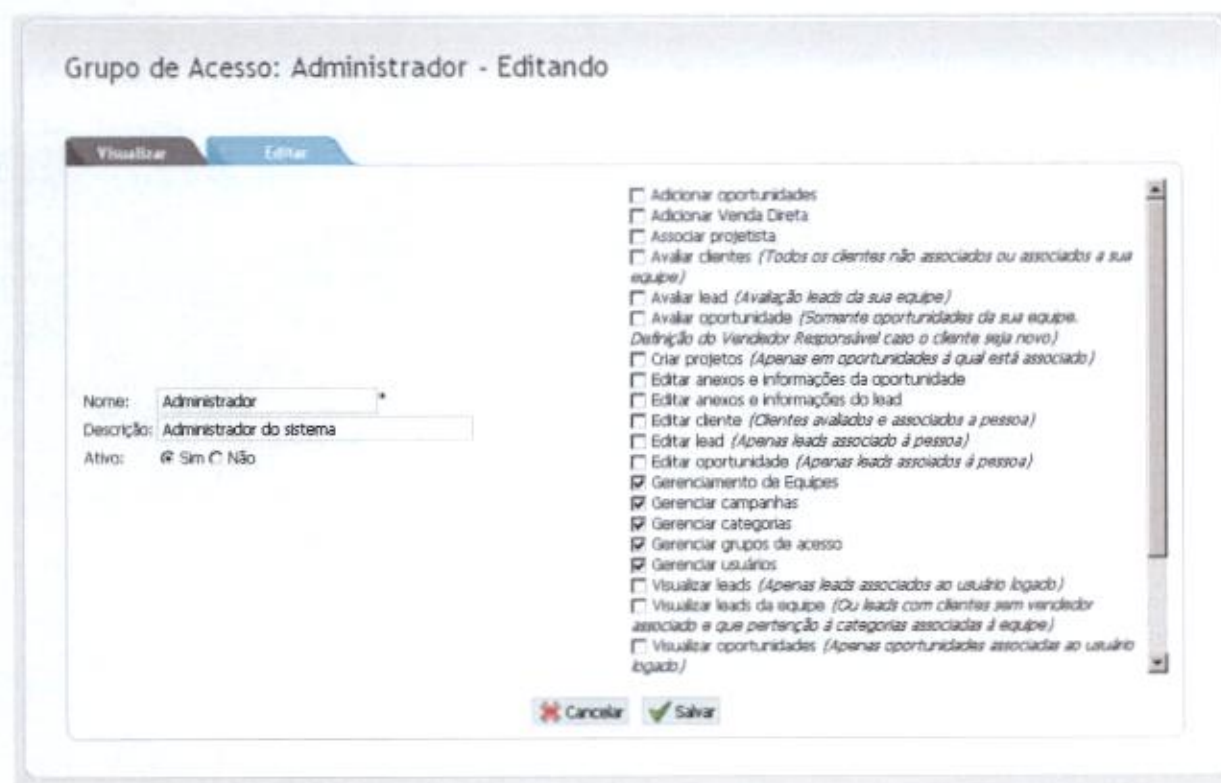 Grupo de Acesso: Administrador - Editando
Visualizar
Editar
Adicionar oportunidades
Adicionar Venda Direta
Associar projetista
Avaliar clientes (Todos os clientes não associados ou associados a sua
equipe)
Avaliar lead (Avaliação leads da sua equipe)
Avaliar oportunidade (Somente oportunidades da sua equipe.
Definição do Vendedor Responsável caso o cliente seja novo)
Criar projetos (Apenas em oportunidades á qual está associado)
Editar anexos e informações da oportunidade
Editar anexos e informações do lead
Editar cliente (Clientes avaliados e associados a pessoa)
Editar lead (Apenas leads associado á pessoa)
Editar oportunidade (Apenas leads assoiados á pessoa)
Gerenciamento de Equipes
Gerenciar campanhas
Gerenciar categorias
Gerenciar grupos de acesso
Gerenciar usuários
Visualizar leads (Apenas leads associados ao usuário logado)
Visualizar leads da equipe (Ou leads com clientes sem vendedor
associado e que pertenção á categorias associadas á equipe)
Visualizar oportunidades (Apenas oportunidades associadas ao usuário
logado)
Nome: Administrador *
Descrição: Administrador do sistema
Ativo: Sim Não
Cancelar Salvar